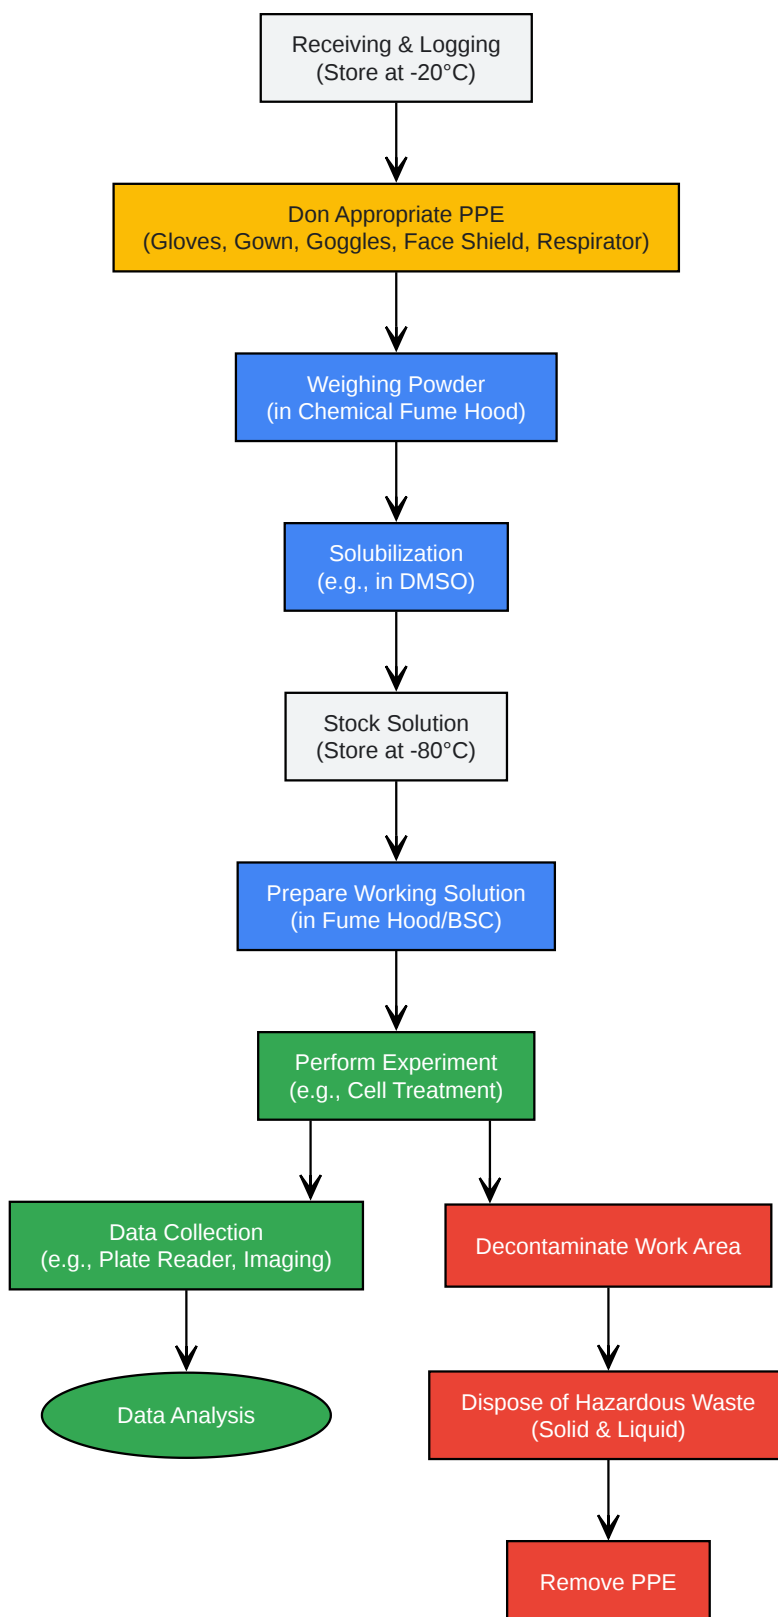 Receiving & Logging
(Store at -20°C)
Don Appropriate PPE
(Gloves, Gown, Goggles, Face Shield, Respirator)
Weighing Powder
(in Chemical Fume Hood)
Solubilization
(e.g., in DMSO)
Stock Solution
(Store at -80°C)
Prepare Working Solution
(in Fume Hood/BSC)
Perform Experiment
(e.g., Cell Treatment)
Data Collection
(e.g., Plate Reader, Imaging)
Decontaminate Work Area
Data Analysis
Dispose of Hazardous Waste
(Solid & Liquid)
Remove PPE